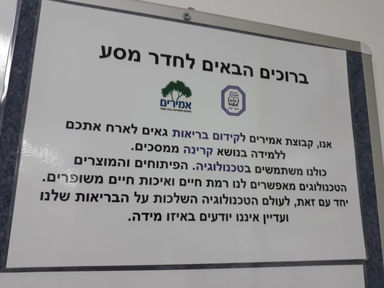 ברוכים הבאים לחדר מסע
אמירים
אנו, קבוצת אמירים לקידום בריאות גאים לארח אתכם
ללמידה בנושא קרינה ממסכים.
כולנו משתמשים בטכנולוגיה. הפיתוחים והמוצרים
הטכנולוגים מאפשרים לנו רמת חיים ואיכות חיים משופרים.
יחד עם זאת, לעולם הטכנולוגיה השלכות על הבריאות שלנו
ועדיין איננו יודעים באיזו מידה.